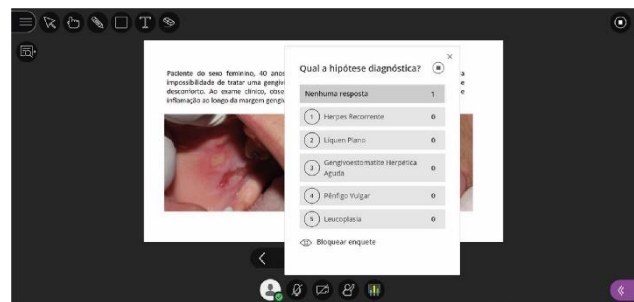 Paciente do sexo feminino, 40 anos
impossibilidade de tratar uma gengivi
desconforto. Ao exame clínico, obse
inflamação ao longo da margem gengiv
a
e
e
Qual a hipótese diagnóstica?
Nenhuma resposta 1
1 Herpes Recorrente 0
2 Líquen Plano 0
3 Gengivoestomatite Herpética
Aguda 0
4 Pênfigo Vulgar 0
5 Leucoplasia 0
Bloquear enquete